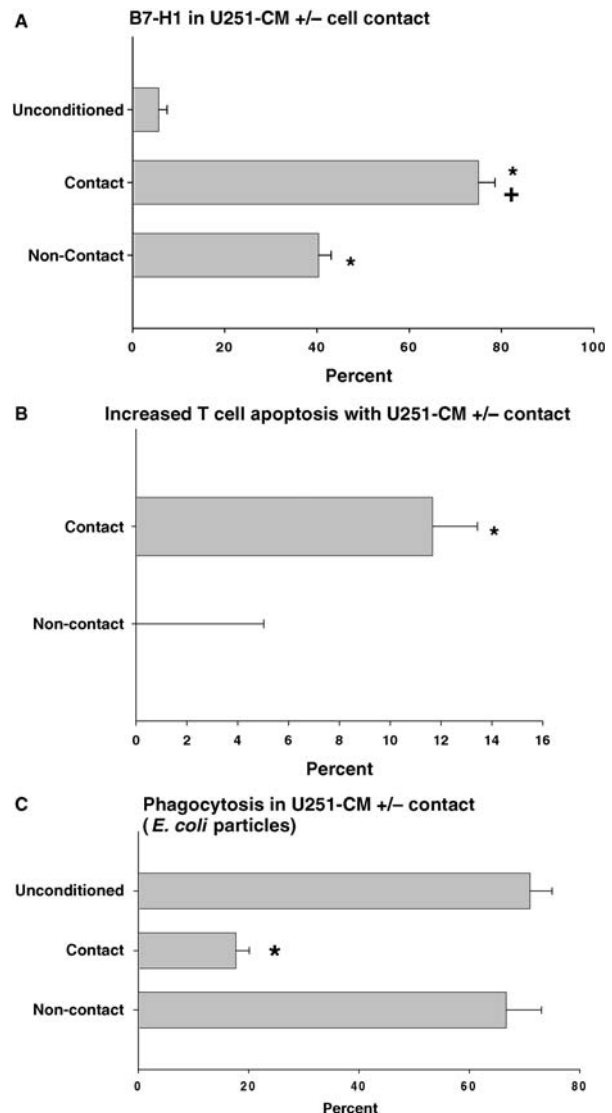 A
B7-H1 in U251-CM +/– cell contact
Unconditioned
Contact
*
+
Non-Contact
*
0 20 40 60 80 100
Percent
B
Increased T cell apoptosis with U251-CM +/– contact
Contact
*
Non-contact
0 2 4 6 8 10 12 14 16
Percent
C
Phagocytosis in U251-CM +/– contact
( E. coli particles)
Unconditioned
Contact
*
Non-contact
0 20 40 60 80
Percent